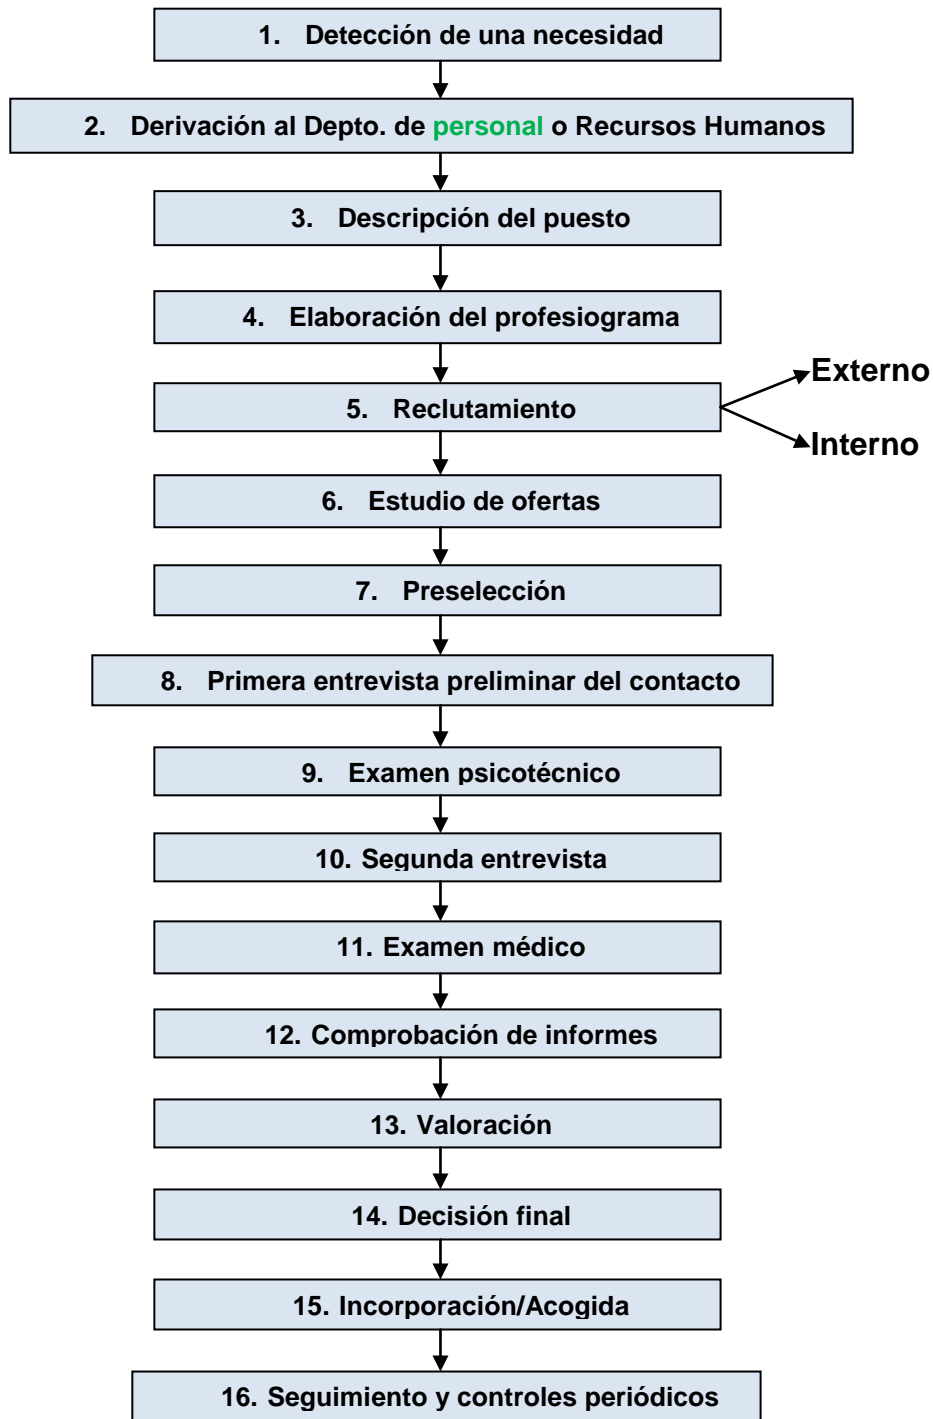 1. Detección de una necesidad
2. Derivación al Depto. de personal o Recursos Humanos
3. Descripción del puesto
4. Elaboración del profesiograma
Externo
5. Reclutamiento
Interno
6. Estudio de ofertas
7. Preselección
8. Primera entrevista preliminar del contacto
9. Examen psicotécnico
10. Segunda entrevista
11. Examen médico
12. Comprobación de informes
13. Valoración
14. Decisión final
15. Incorporación/Acogida
16. Seguimiento y controles periódicos